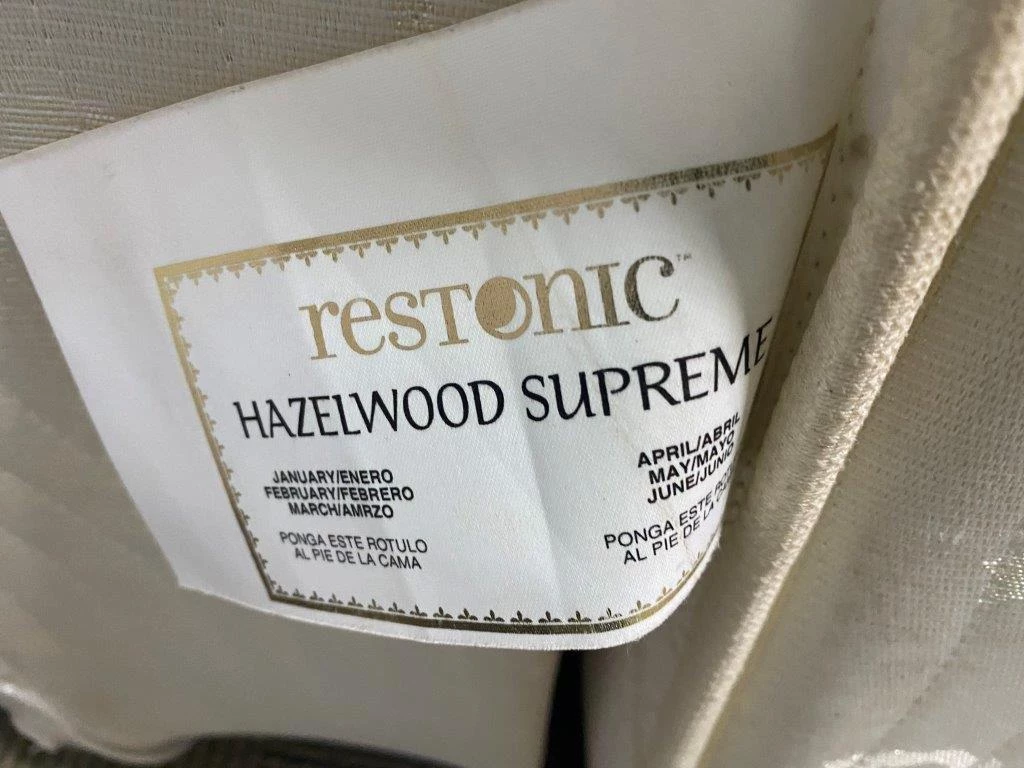 resTonIC™
HAZELWOOD SUPREME
JANUARY/ENERO
FEBRUARY/FEBRERO
MARCH/AMRZO
PONGA ESTE ROTULO
AL PIE DE LA CAMA
APRIL/ABRIL
MAY/MAYO
JUNE/JUNIO
PONGA ESTE
AL PIE DE LA